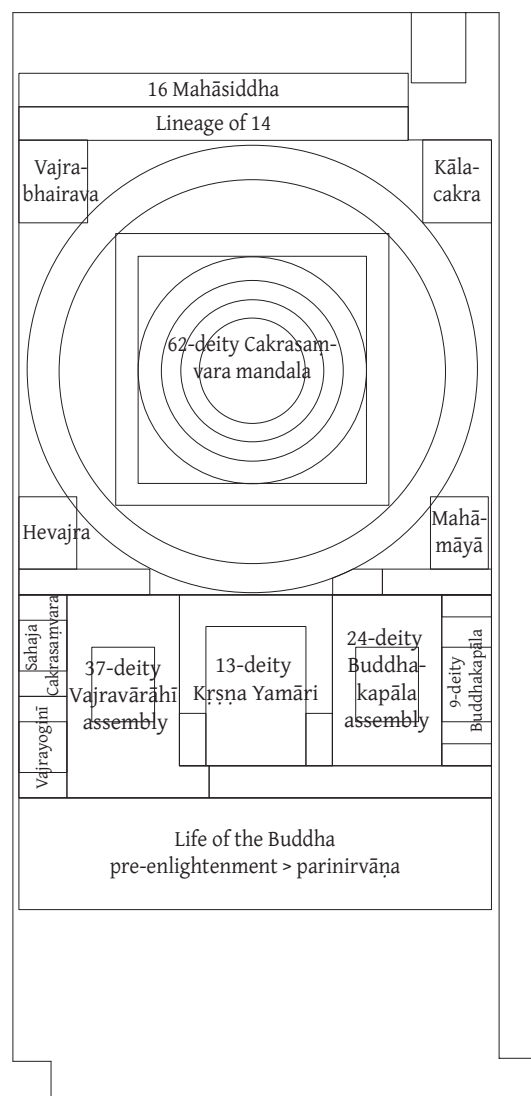 16 Mahāsiddha
Lineage of 14
Vajra-
bhairava
Kāla-
cakra
62-deity Cakrasaṃ-
vara mandala
Hevajra
Mahā-
māyā
Sahaja
Cakrasaṃvara
Vajrayoginī
37-deity
Vajravārāhī
assembly
13-deity
Kṛṣṇa Yamāri
24-deity
Buddha-
kapāla
assembly
9-deity
Buddhakapāla
Life of the Buddha
pre-enlightenment > parinirvāṇa